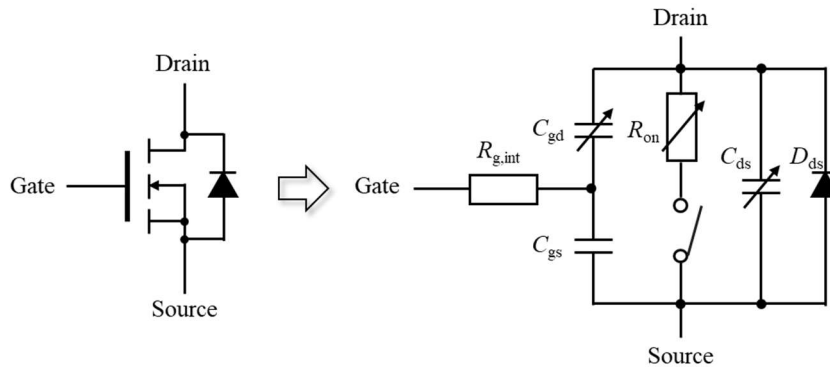 Drain
Gate
Source
Drain
Gate
R_g,int
C_gd
R_on
C_ds
D_ds
C_gs
Source